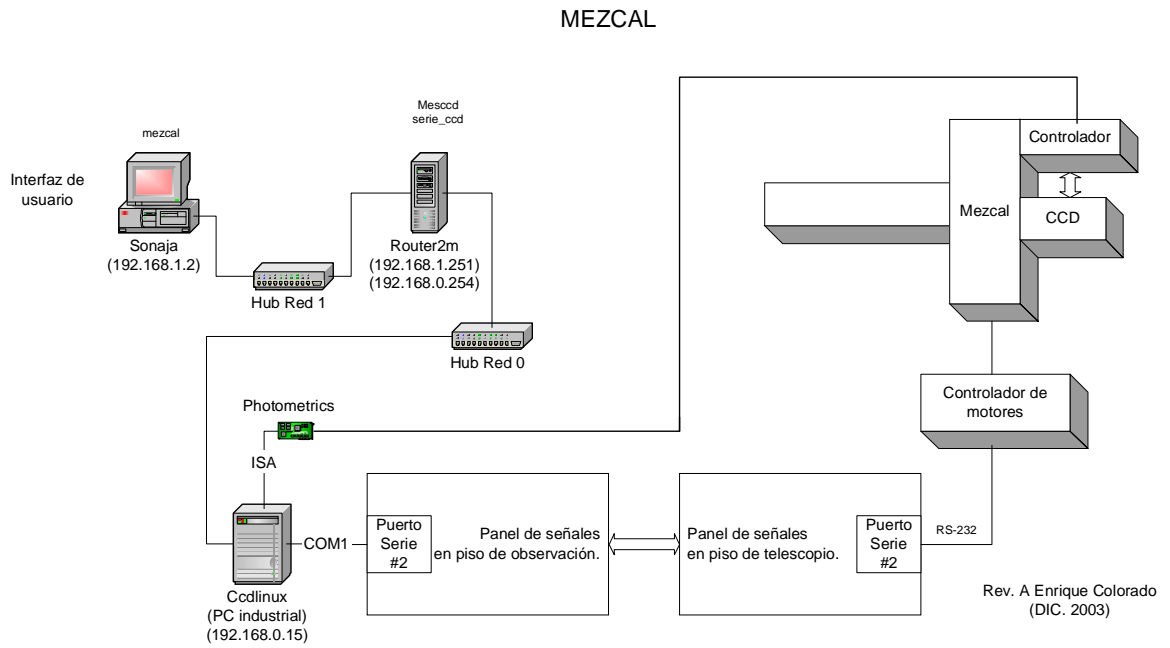 MEZCAL
Mesccd
serie_ccd
mezcal
Interfaz de
usuario
Sonaja
(192.168.1.2)
Hub Red 1
Router2m
(192.168.1.251)
(192.168.0.254)
Hub Red 0
Controlador
Mezcal
CCD
Controlador de
motores
Photometrics
ISA
COM1
Puerto
Serie
#2
Panel de señales
en piso de observación.
Panel de señales
en piso de telescopio.
Puerto
Serie
#2
RS-232
Ccdlinux
(PC industrial)
(192.168.0.15)
Rev. A Enrique Colorado
(DIC. 2003)